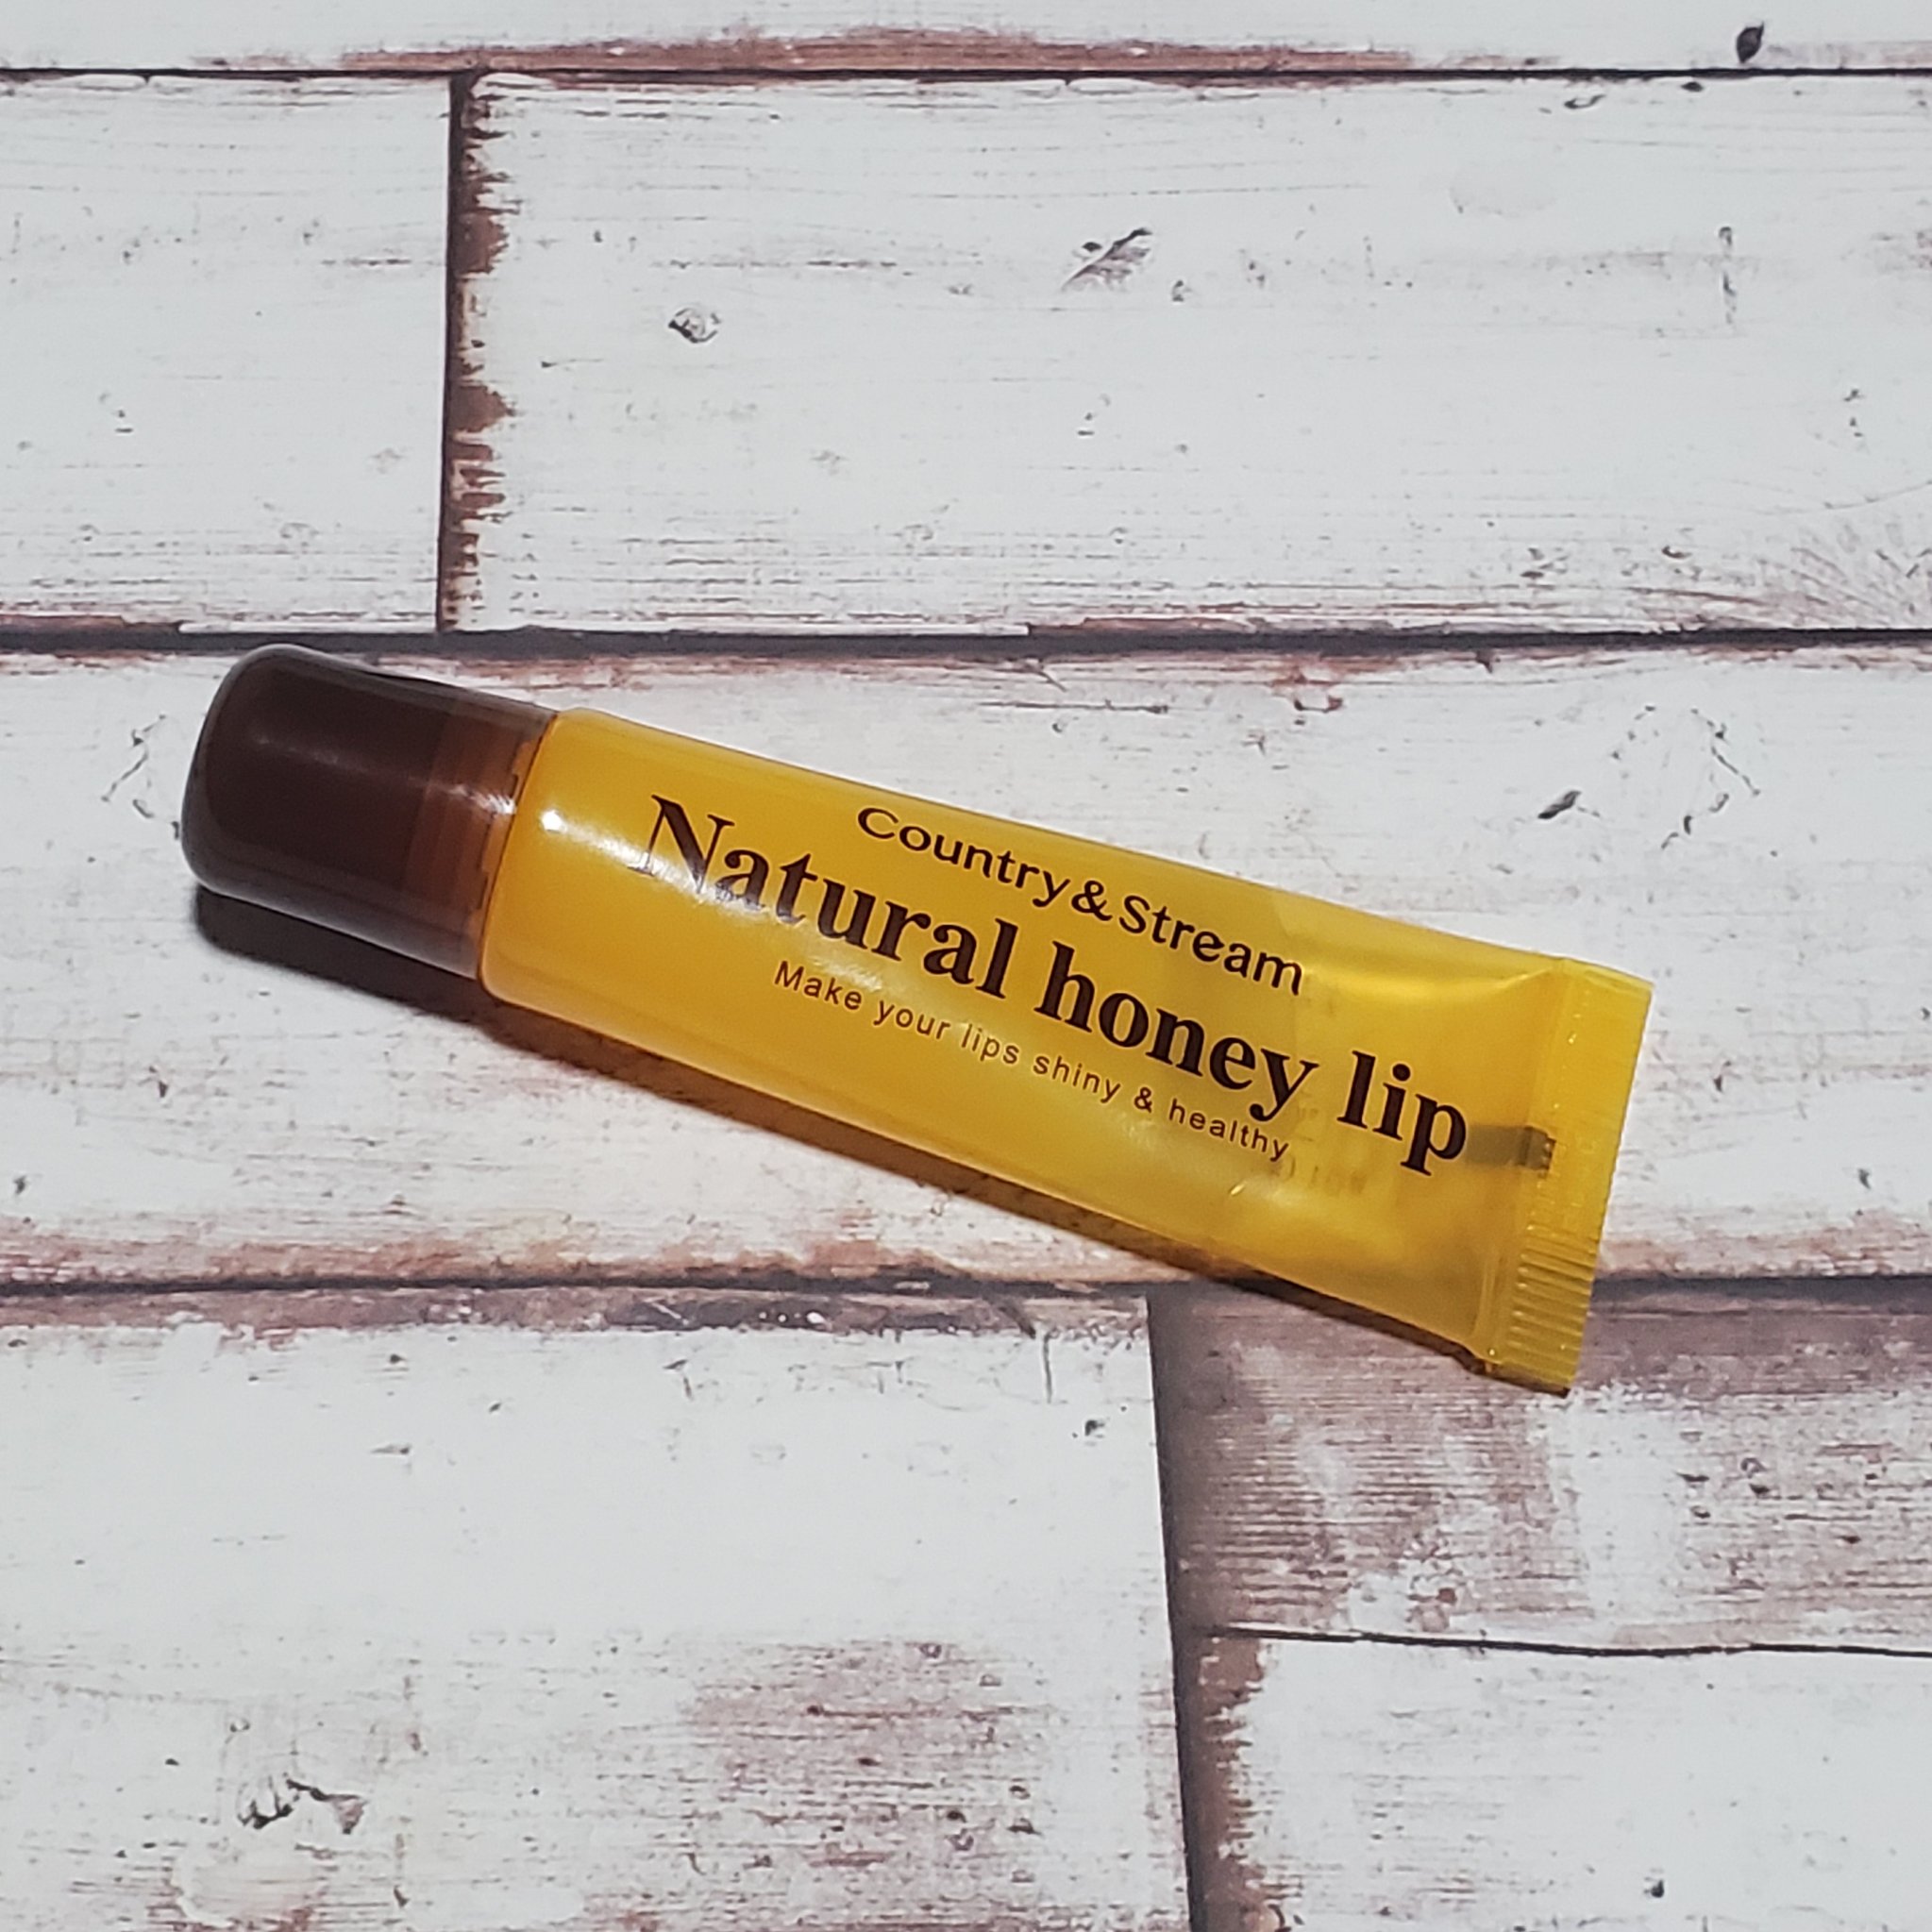 Country&Stream
Natural honey lip
Make your lips shiny & healthy